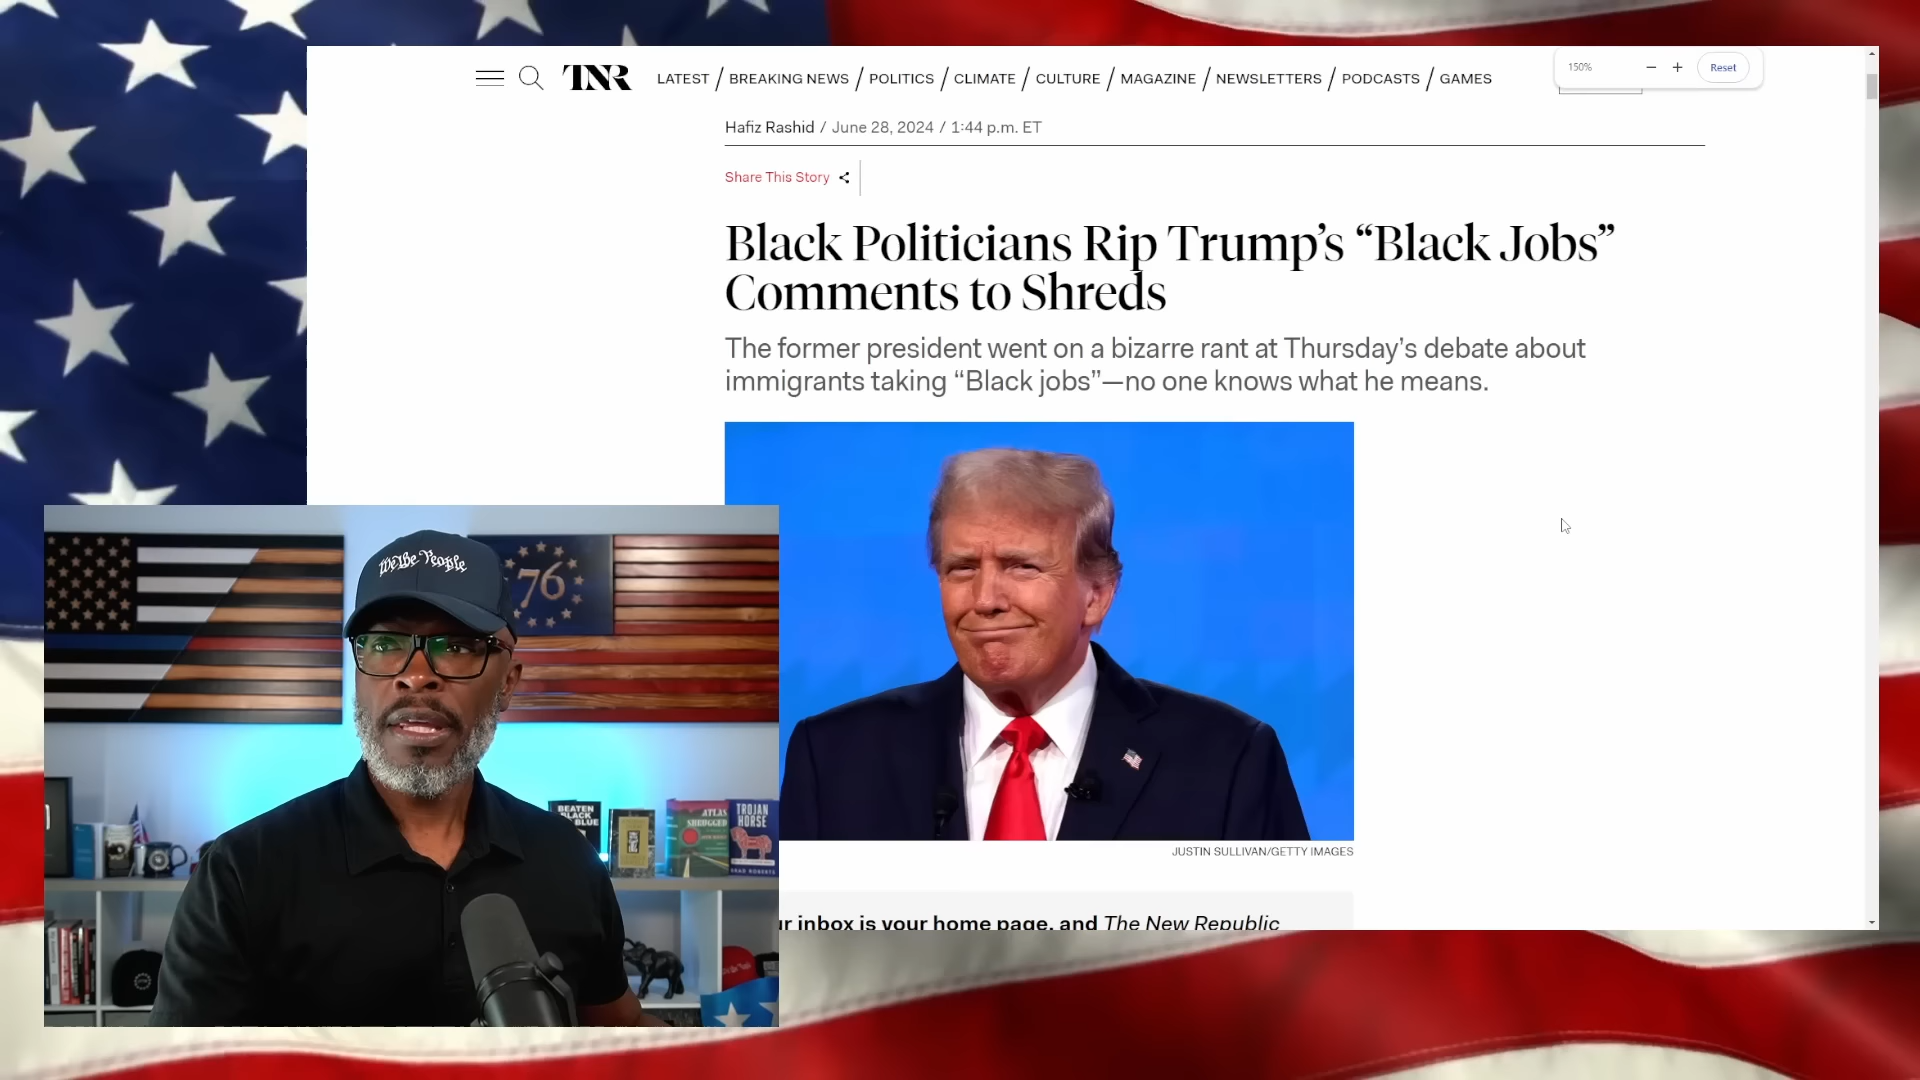 TNR
LATEST / BREAKING NEWS / POLITICS / CLIMATE / CULTURE / MAGAZINE / NEWSLETTERS / PODCASTS / GAMES
150%
Reset
Hafiz Rashid / June 28, 2024 / 1:44 p.m. ET
Share This Story
Black Politicians Rip Trump’s “Black Jobs”
Comments to Shreds
The former president went on a bizarre rant at Thursday’s debate about
immigrants taking “Black jobs”—no one knows what he means.
We The People
76
BEATEN
BLACK
BLUE
ATLAS
SHRUGGED
TROJAN
HORSE
BRAD ROBERTS
JUSTIN SULLIVAN/GETTY IMAGES
inbox is your home page, and The New Republic